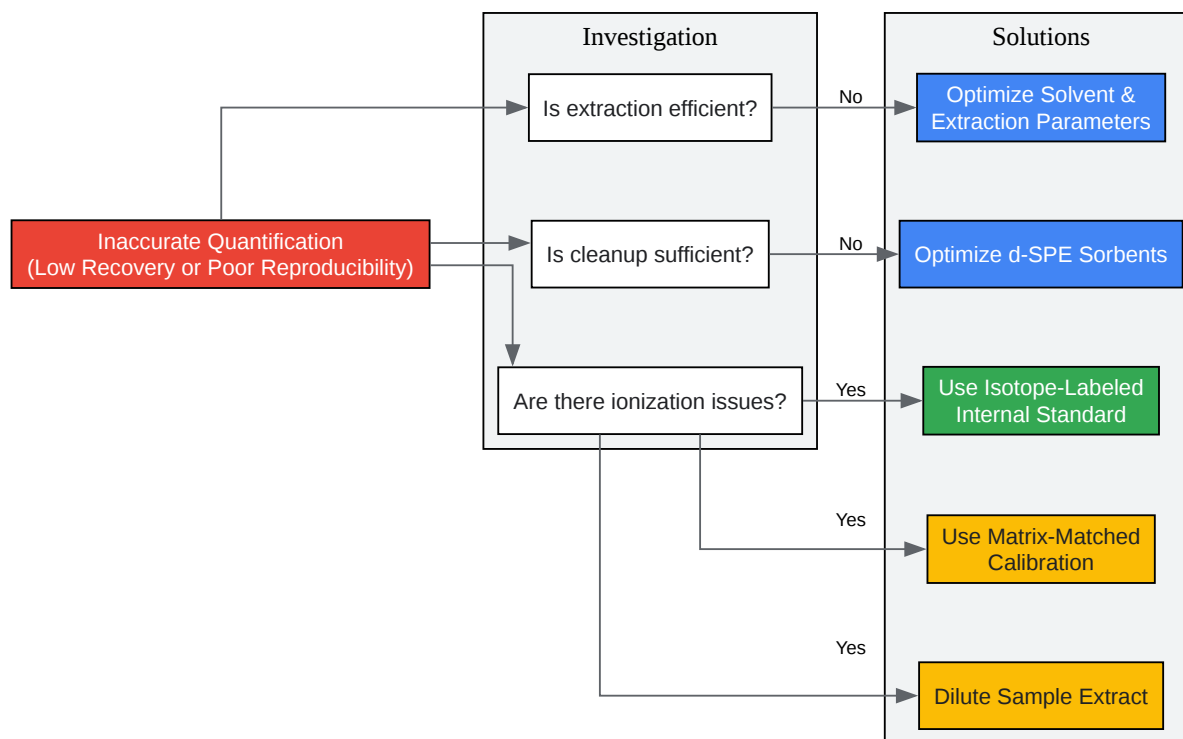 Investigation
Solutions
Is extraction efficient?
No
Optimize Solvent &
Extraction Parameters
Inaccurate Quantification
(Low Recovery or Poor Reproducibility)
Is cleanup sufficient?
No
Optimize d-SPE Sorbents
Are there ionization issues?
Yes
Use Isotope-Labeled
Internal Standard
Yes
Use Matrix-Matched
Calibration
Yes
Dilute Sample Extract